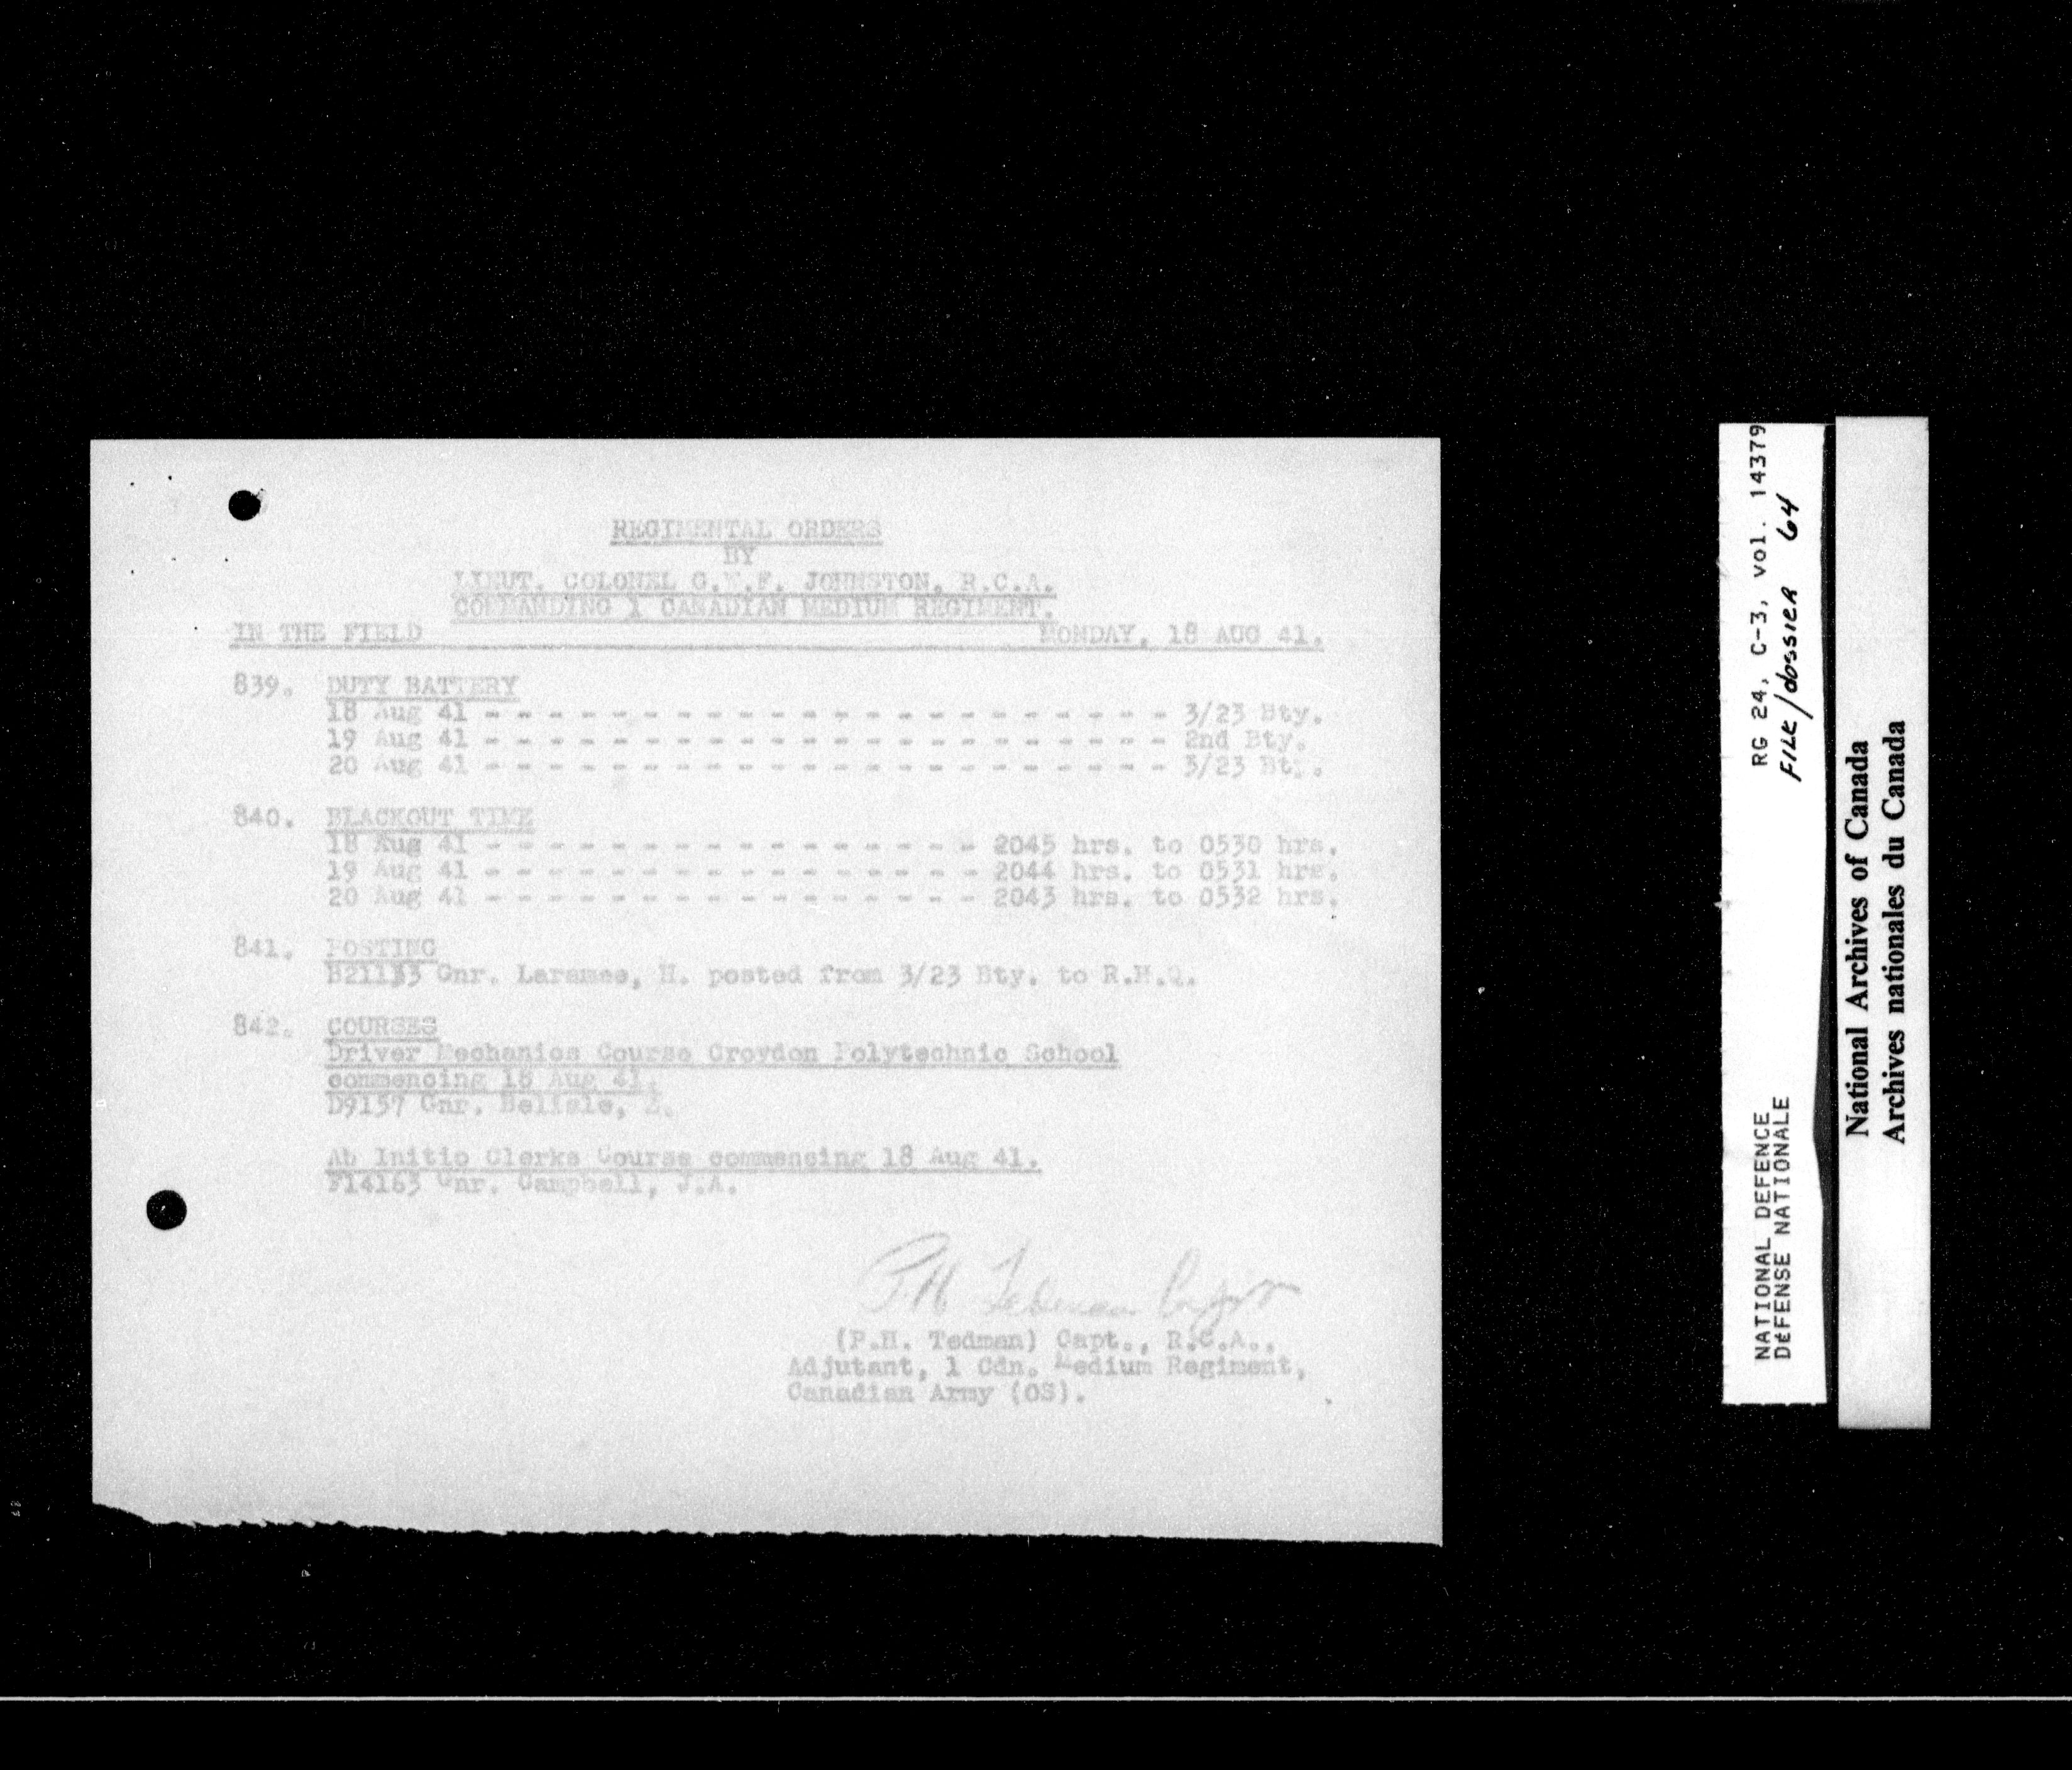 REGIMENTAL ORDERS
BY
LIEUT. COLONEL G.W.F. JOHNSTON, R.C.A.
COMMANDING 1 CANADIAN MEDIUM REGIMENT.
IN THE FIELD MONDAY, 18 AUG 41.
839. DUTY BATTERY
18 Aug 41 - - - - - - - - - - - - - - - - - - - - - - 3/23 Bty.
19 Aug 41 - - - - - - - - - - - - - - - - - - - - - - 2nd Bty.
20 Aug 41 - - - - - - - - - - - - - - - - - - - - - - 3/23 Bty.
840. BLACKOUT TIME
18 Aug 41 - - - - - - - - - - - - - - - - 2045 hrs. to 0530 hrs.
19 Aug 41 - - - - - - - - - - - - - - - - 2044 hrs. to 0531 hrs.
20 Aug 41 - - - - - - - - - - - - - - - - 2043 hrs. to 0532 hrs.
841. POSTING
Gnr. Laramee, H. posted from 3/23 Bty. to R.H.Q.
842. COURSES
Driver Mechanics Course Croydon Polytechnic School
commencing 18 Aug 41.
D9157 Gnr. Belisle,
Ab Initio Clerks Course commencing 18 Aug 41.
F14163 Gnr. Campbell, J.A.
(P.H. Tedman) Capt., R.C.A.,
Adjutant, 1 Cdn. Medium Regiment,
Canadian Army (OS).
RG 24, C-3, vol. 14379
FILE/dossier 64
NATIONAL DEFENCE
DÉFENSE NATIONALE
National Archives of Canada
Archives nationales du Canada